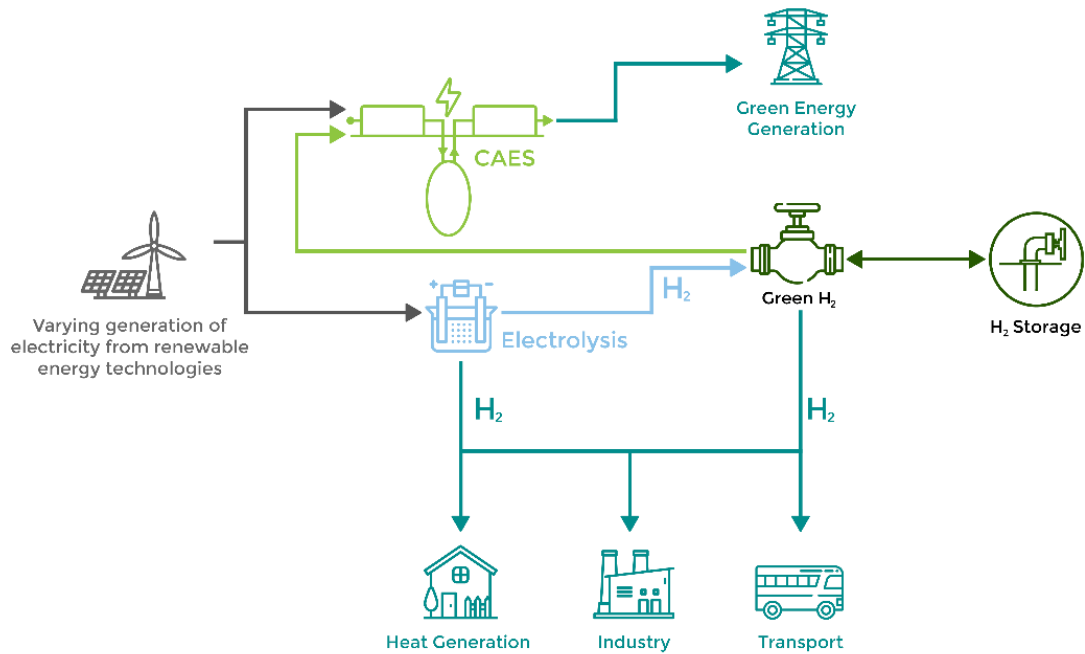 Green Energy
Generation
CAES
Varying generation of
electricity from renewable
energy technologies
+ −
Electrolysis
H₂
Green H₂
H₂ Storage
H₂
H₂
Heat Generation
Industry
Transport